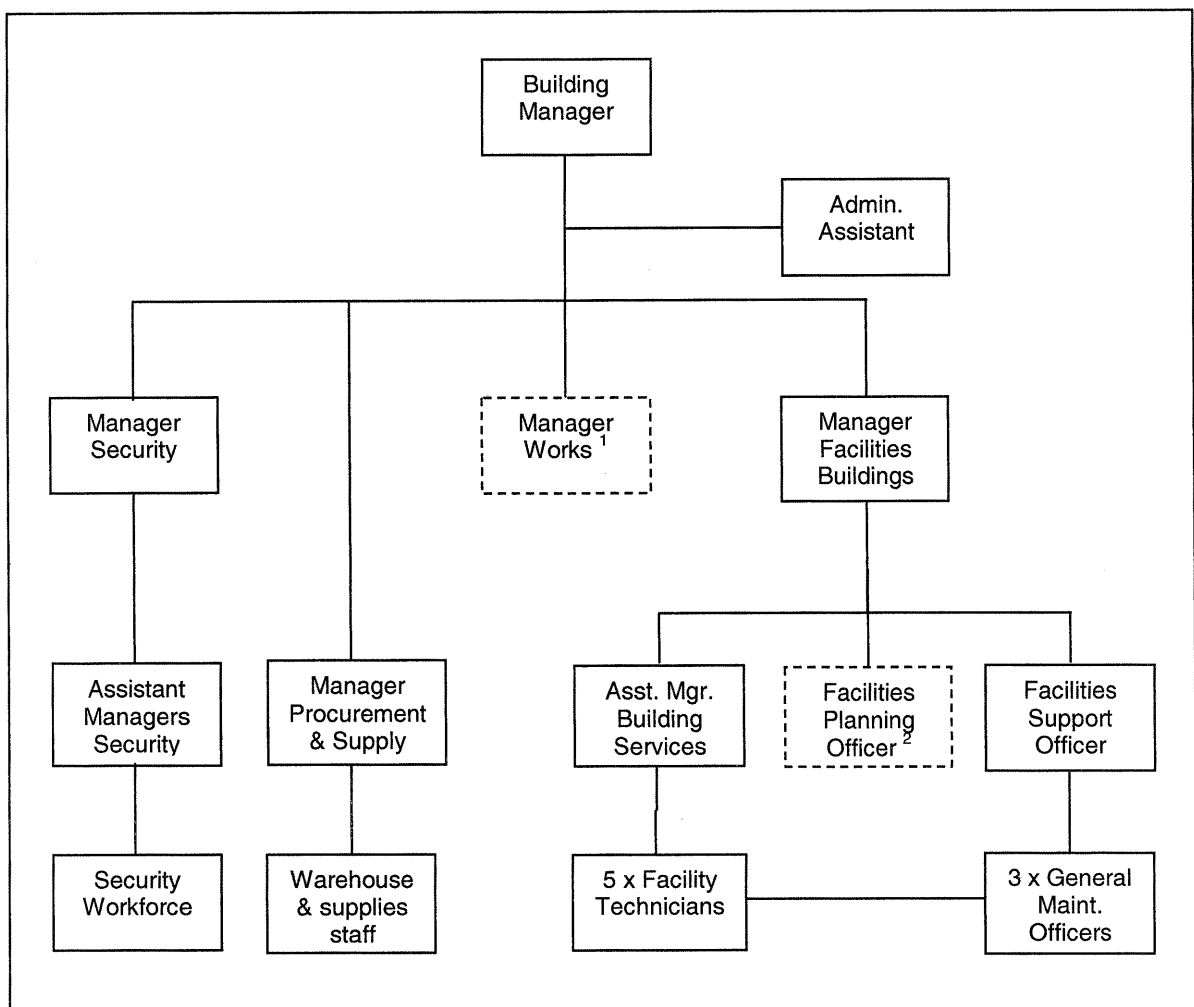 Building
Manager
Admin.
Assistant
Manager
Security
Manager
Works 1
Manager
Facilities
Buildings
Assistant
Managers
Security
Manager
Procurement
& Supply
Asst. Mgr.
Building
Services
Facilities
Planning
Officer 2
Facilities
Support
Officer
Security
Workforce
Warehouse
& supplies
staff
5 x Facility
Technicians
3 x General
Maint.
Officers